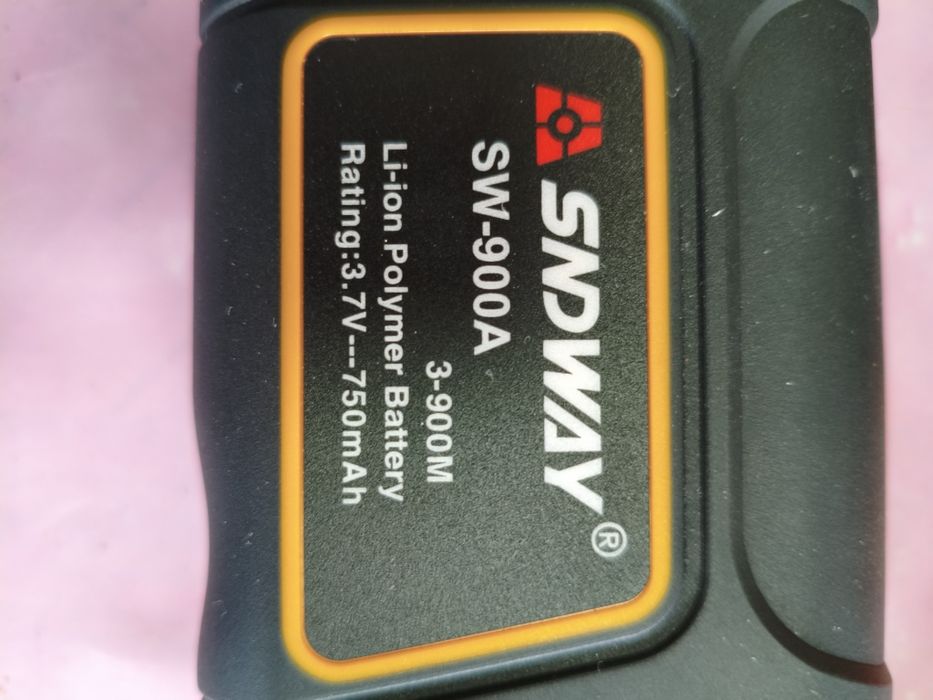 SNDWAY®
SW-900A
3-900M
Li-ion Polymer Battery
Rating:3.7V---750mAh